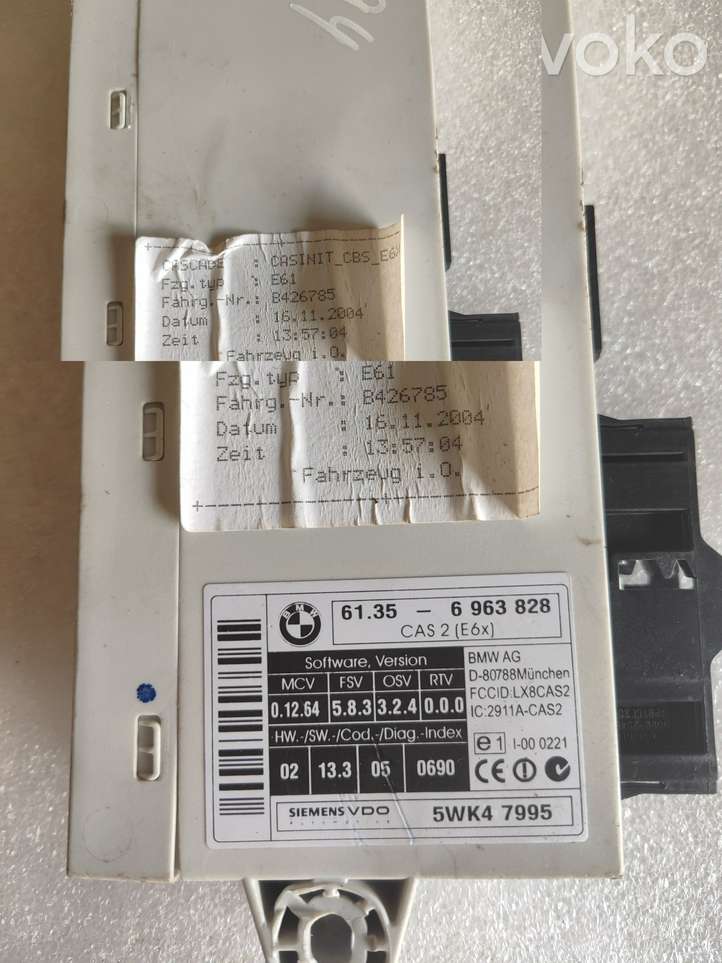 voko
CASCADE : CASINIT_CBS_E6X
Fzg.typ : E61
Fahrg.-Nr.: B426785
Datum : 16.11.2004
Zeit : 13:57:04
Fahrzeug i.O.
Fzg.typ : E61
Fahrg.-Nr.: B426785
Datum : 16.11.2004
Zeit : 13:57:04
Fahrzeug i.O.
BMW
61.35 - 6 963 828
CAS 2 (E6x)
Software, Version
MCV FSV OSV RTV
0.12.64 5.8.3 3.2.4 0.0.0
HW.-/SW.-/Cod.-/Diag.-Index
02 13.3 05 0690
BMW AG
D-80788München
FCCID:LX8CAS2
IC:2911A-CAS2
e1 I-00 0221
CE
SIEMENS VDO
Automotive
5WK4 7995